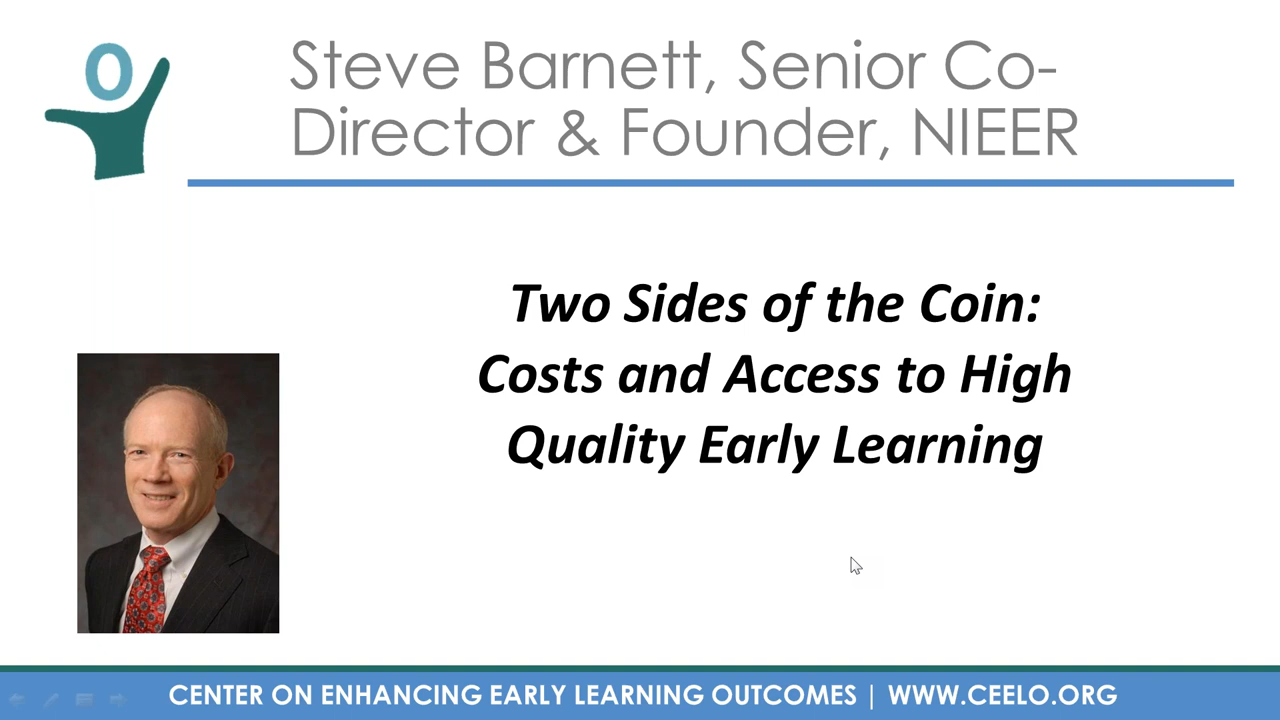 Steve Barnett, Senior Co-
Director & Founder, NIEER
Two Sides of the Coin:
Costs and Access to High
Quality Early Learning
CENTER ON ENHANCING EARLY LEARNING OUTCOMES | WWW.CEELO.ORG